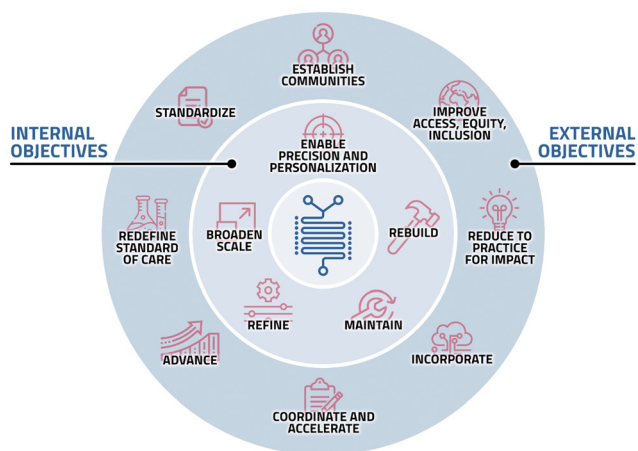 ESTABLISH
COMMUNITIES
STANDARDIZE
IMPROVE
ACCESS, EQUITY,
INCLUSION
INTERNAL
OBJECTIVES
EXTERNAL
OBJECTIVES
ENABLE
PRECISION AND
PERSONALIZATION
REDEFINE
STANDARD
OF CARE
BROADEN
SCALE
REBUILD
REDUCE TO
PRACTICE
FOR IMPACT
REFINE
MAINTAIN
ADVANCE
INCORPORATE
COORDINATE AND
ACCELERATE